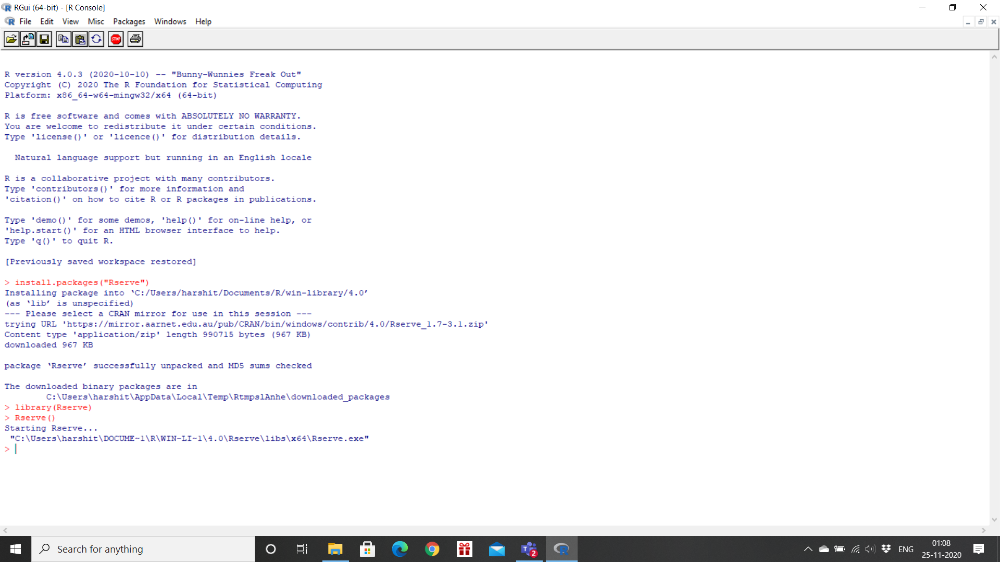 RGui (64-bit) - [R Console]
File Edit View Misc Packages Windows Help
STOP
R version 4.0.3 (2020-10-10) -- "Bunny-Wunnies Freak Out"
Copyright (C) 2020 The R Foundation for Statistical Computing
Platform: x86_64-w64-mingw32/x64 (64-bit)
R is free software and comes with ABSOLUTELY NO WARRANTY.
You are welcome to redistribute it under certain conditions.
Type 'license()' or 'licence()' for distribution details.
Natural language support but running in an English locale
R is a collaborative project with many contributors.
Type 'contributors()' for more information and
'citation()' on how to cite R or R packages in publications.
Type 'demo()' for some demos, 'help()' for on-line help, or
'help.start()' for an HTML browser interface to help.
Type 'q()' to quit R.
[Previously saved workspace restored]
> install.packages("Rserve")
Installing package into ‘C:/Users/harshit/Documents/R/win-library/4.0’
(as ‘lib’ is unspecified)
--- Please select a CRAN mirror for use in this session ---
trying URL 'https://mirror.aarnet.edu.au/pub/CRAN/bin/windows/contrib/4.0/Rserve_1.7-3.1.zip'
Content type 'application/zip' length 990715 bytes (967 KB)
downloaded 967 KB
package ‘Rserve’ successfully unpacked and MD5 sums checked
The downloaded binary packages are in
C:\Users\harshit\AppData\Local\Temp\RtmpslAnhe\downloaded_packages
> library(Rserve)
> Rserve()
Starting Rserve...
"C:\Users\harshit\DOCUME~1\R\WIN-LI~1\4.0\Rserve\libs\x64\Rserve.exe"
>
Search for anything
2
ENG
01:08
25-11-2020